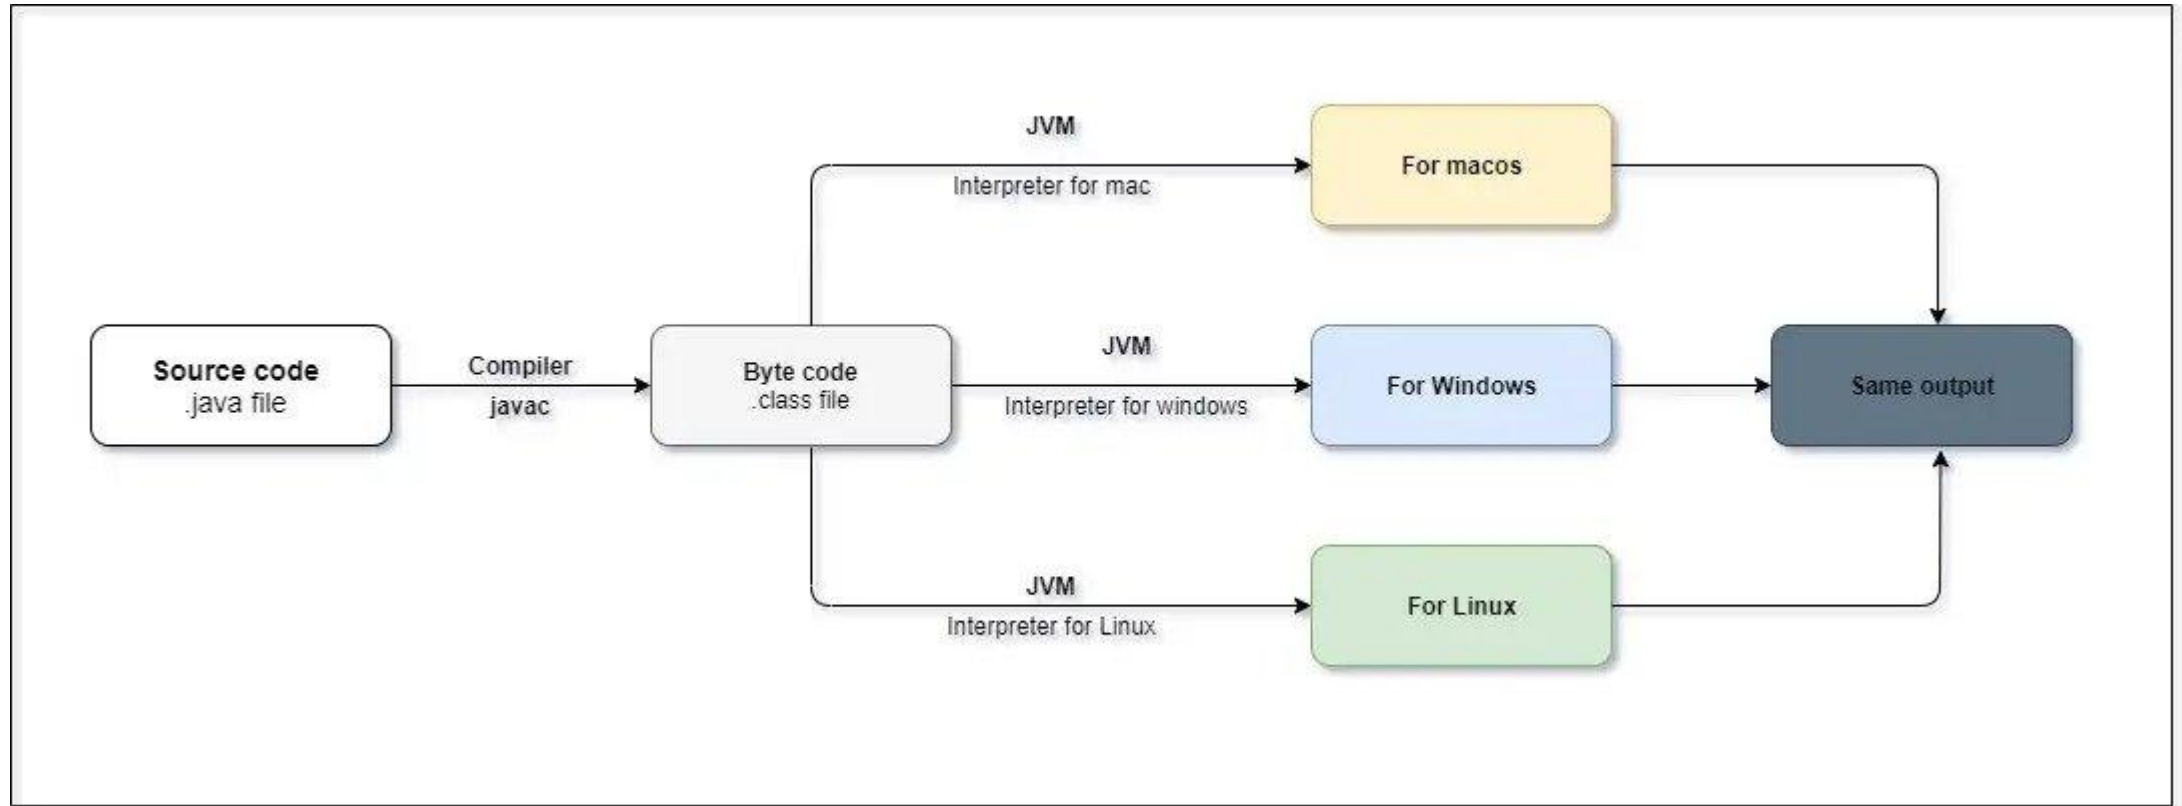 JVM
Interpreter for mac
For macos
Source code
.java file
Compiler
javac
Byte code
.class file
JVM
Interpreter for windows
For Windows
Same output
JVM
Interpreter for Linux
For Linux